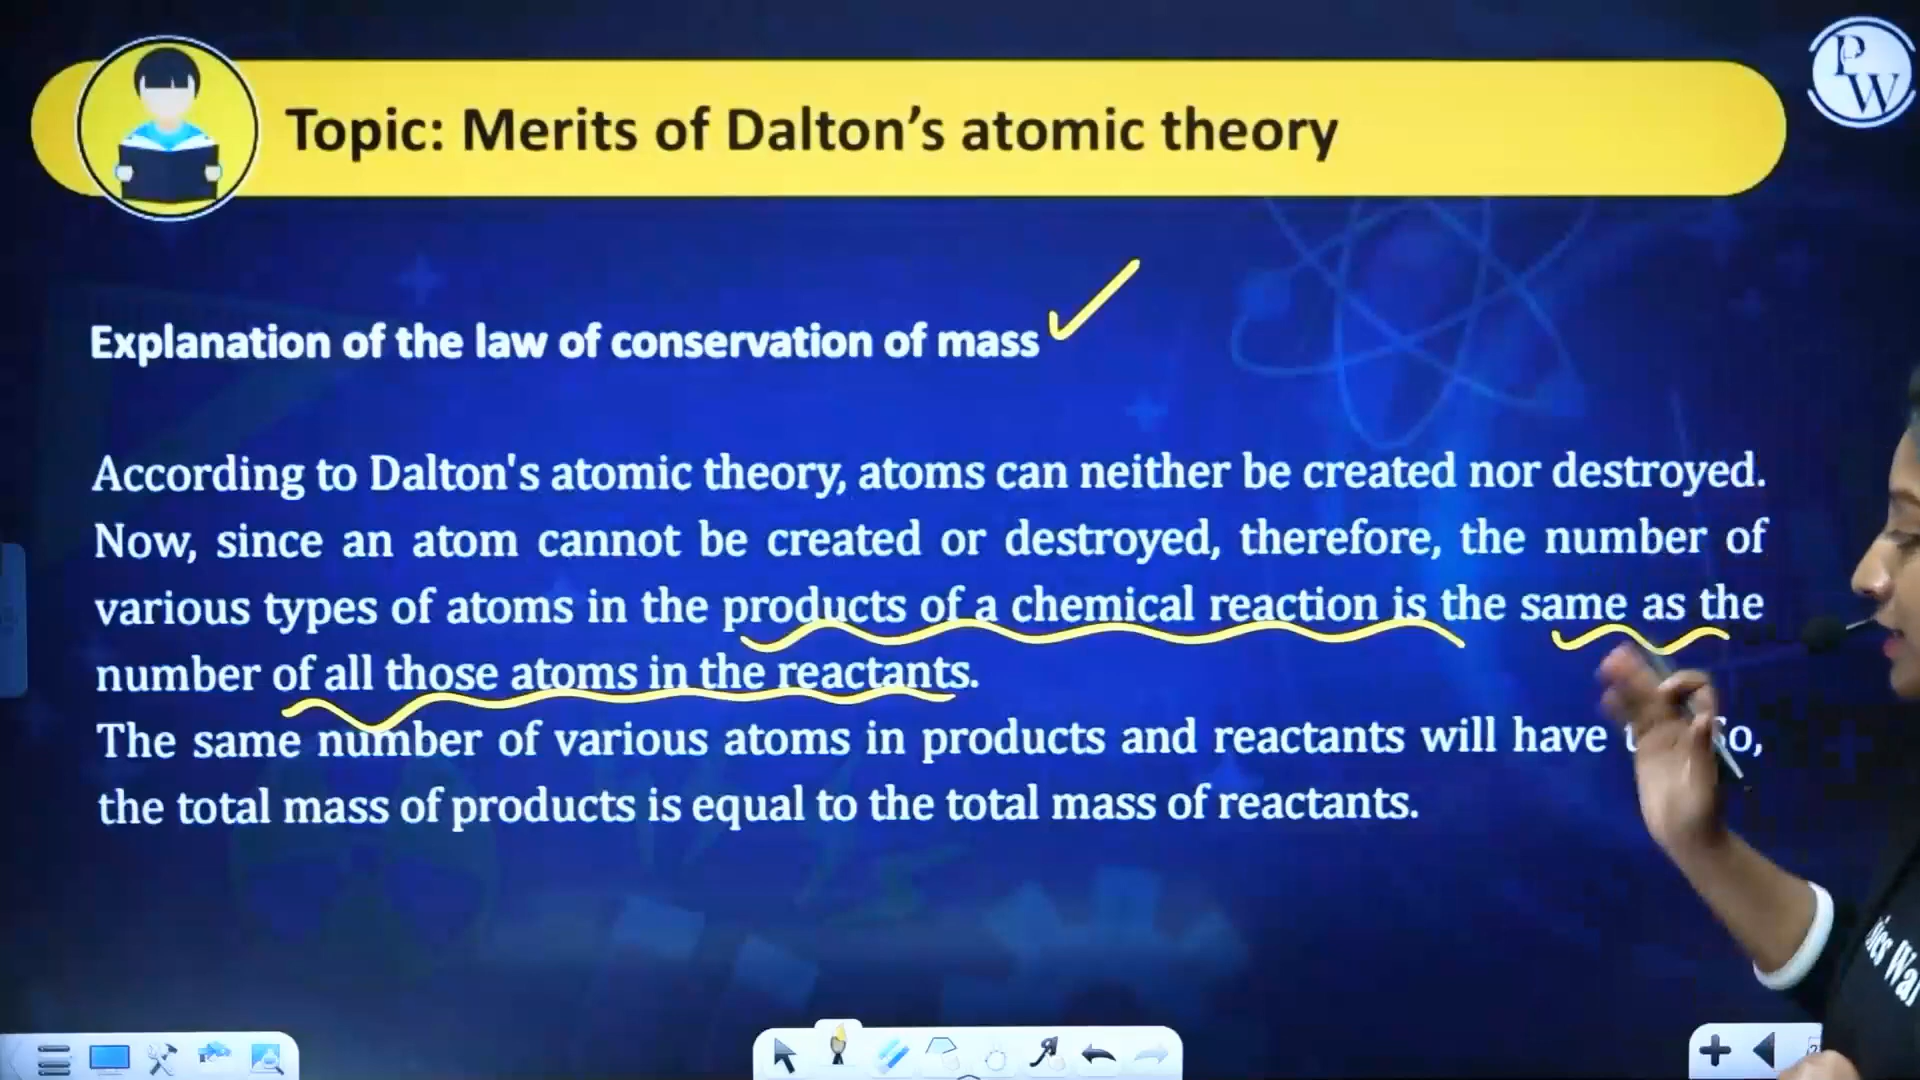 PW
Topic: Merits of Dalton’s atomic theory
Explanation of the law of conservation of mass
According to Dalton's atomic theory, atoms can neither be created nor destroyed.
Now, since an atom cannot be created or destroyed, therefore, the number of
various types of atoms in the products of a chemical reaction is the same as the
number of all those atoms in the reactants.
The same number of various atoms in products and reactants will have So,
the total mass of products is equal to the total mass of reactants.